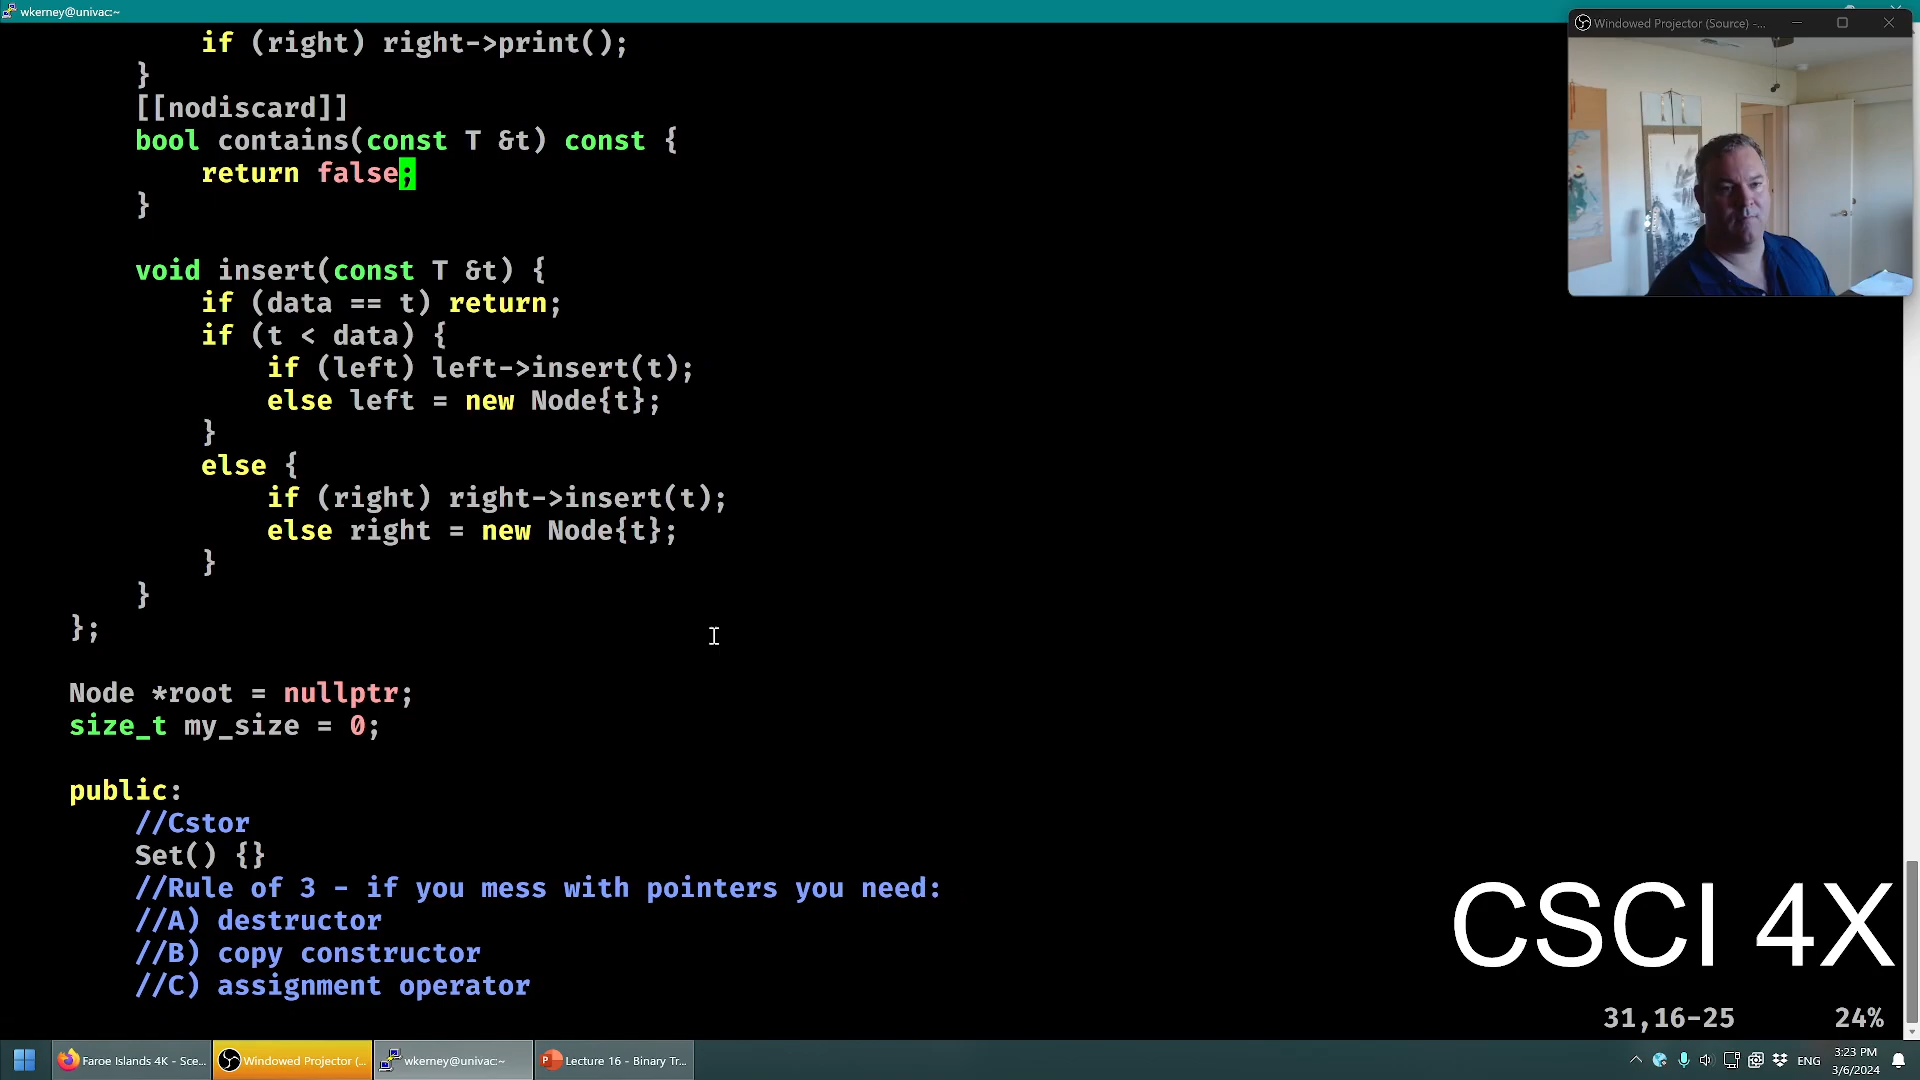 wkerney@univac:~
Windowed Projector (Source) -...
if (right) right->print();
}
[[nodiscard]]
bool contains(const T &t) const {
return false;
}
void insert(const T &t) {
if (data == t) return;
if (t < data) {
if (left) left->insert(t);
else left = new Node{t};
}
else {
if (right) right->insert(t);
else right = new Node{t};
}
}
};
Node *root = nullptr;
size_t my_size = 0;
public:
//Cstor
Set() {}
//Rule of 3 - if you mess with pointers you need:
//A) destructor
//B) copy constructor
//C) assignment operator
CSCI 4X
31,16-25 24%
Faroe Islands 4K - Sce...
Windowed Projector (...
wkerney@univac:~
Lecture 16 - Binary Tr...
ENG
3:23 PM
3/6/2024